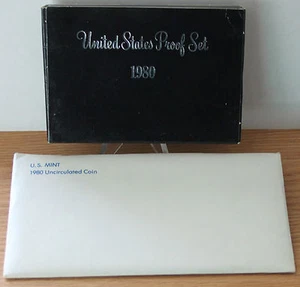 United States Proof Set
1980
U.S. MINT
1980 Uncirculated Coin